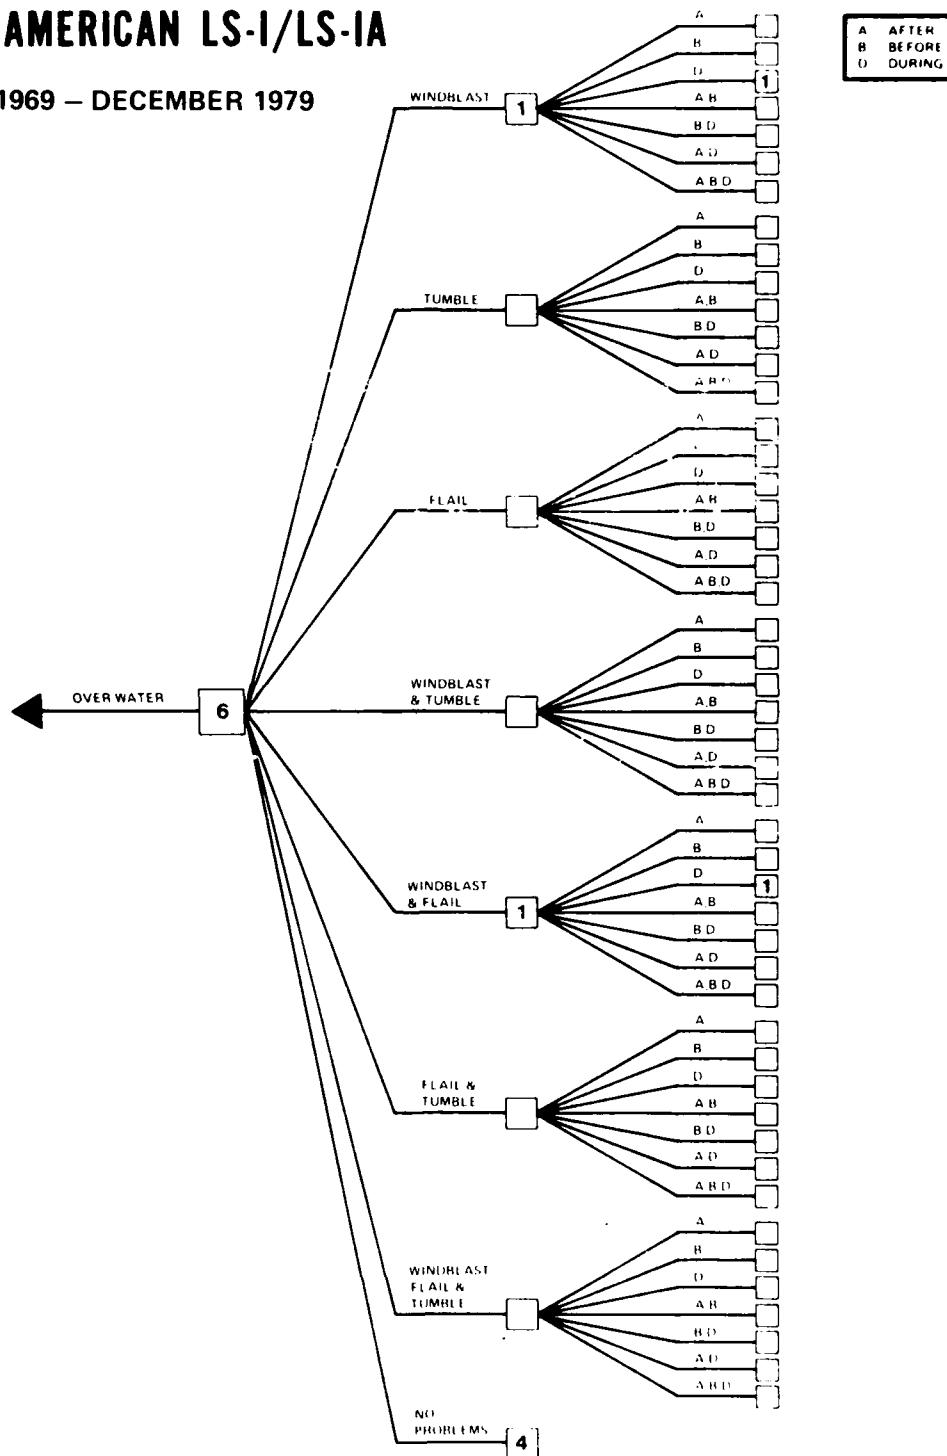 AMERICAN LS-I/LS-IA
1969 – DECEMBER 1979
A AFTER
B BEFORE
D DURING
OVER WATER
6
WINDBLAST
1
A
B
D
1
A B
B D
A D
A B D
TUMBLE
A
B
D
A,B
B D
A D
A B D
FLAIL
A
D
A B
B,D
A,D
A B D
WINDBLAST
& TUMBLE
A
B
D
A,B
B D
A,D
A B D
WINDBLAST
& FLAIL
1
A
B
D
1
A,B
B D
A D
A,B D
FLAIL &
TUMBLE
A
B
D
A B
B D
A D
A B D
WINDBLAST
FLAIL &
TUMBLE
A
B
D
A B
B D
A D
A B D
NO
PROBLEMS
4